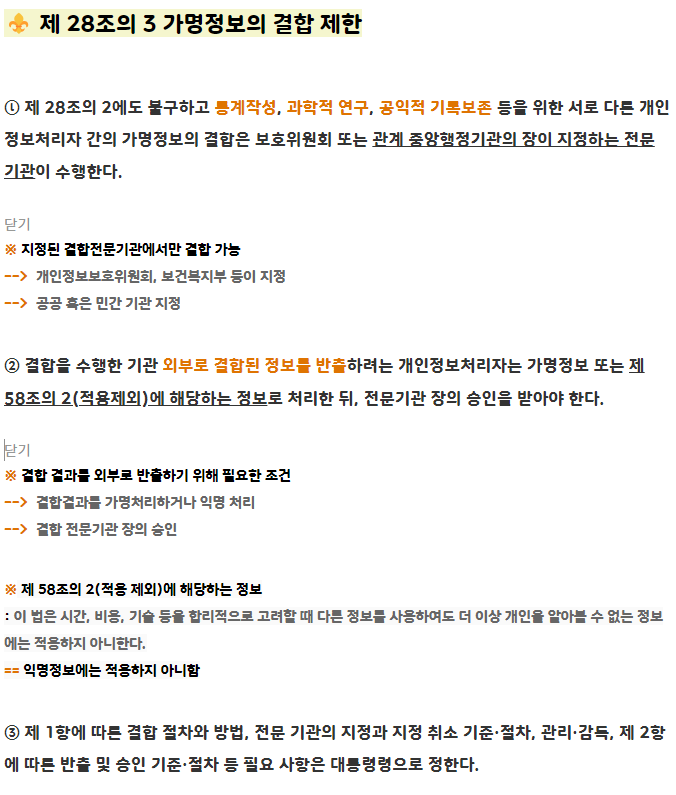 제 28조의 3 가명정보의 결합 제한
① 제 28조의 2에도 불구하고 통계작성, 과학적 연구, 공익적 기록보존 등을 위한 서로 다른 개인
정보처리자 간의 가명정보의 결합은 보호위원회 또는 관계 중앙행정기관의 장이 지정하는 전문
기관이 수행한다.
닫기
※ 지정된 결합전문기관에서만 결합 가능
--> 개인정보보호위원회, 보건복지부 등이 지정
--> 공공 혹은 민간 기관 지정
② 결합을 수행한 기관 외부로 결합된 정보를 반출하려는 개인정보처리자는 가명정보 또는 제
58조의 2(적용제외)에 해당하는 정보로 처리한 뒤, 전문기관 장의 승인을 받아야 한다.
닫기
※ 결합 결과를 외부로 반출하기 위해 필요한 조건
--> 결합결과를 가명처리하거나 익명 처리
--> 결합 전문기관 장의 승인
※ 제 58조의 2(적용 제외)에 해당하는 정보
: 이 법은 시간, 비용, 기술 등을 합리적으로 고려할 때 다른 정보를 사용하여도 더 이상 개인을 알아볼 수 없는 정보
에는 적용하지 아니한다.
== 익명정보에는 적용하지 아니함
③ 제 1항에 따른 결합 절차와 방법, 전문 기관의 지정과 지정 취소 기준·절차, 관리·감독, 제 2항
에 따른 반출 및 승인 기준·절차 등 필요 사항은 대통령령으로 정한다.